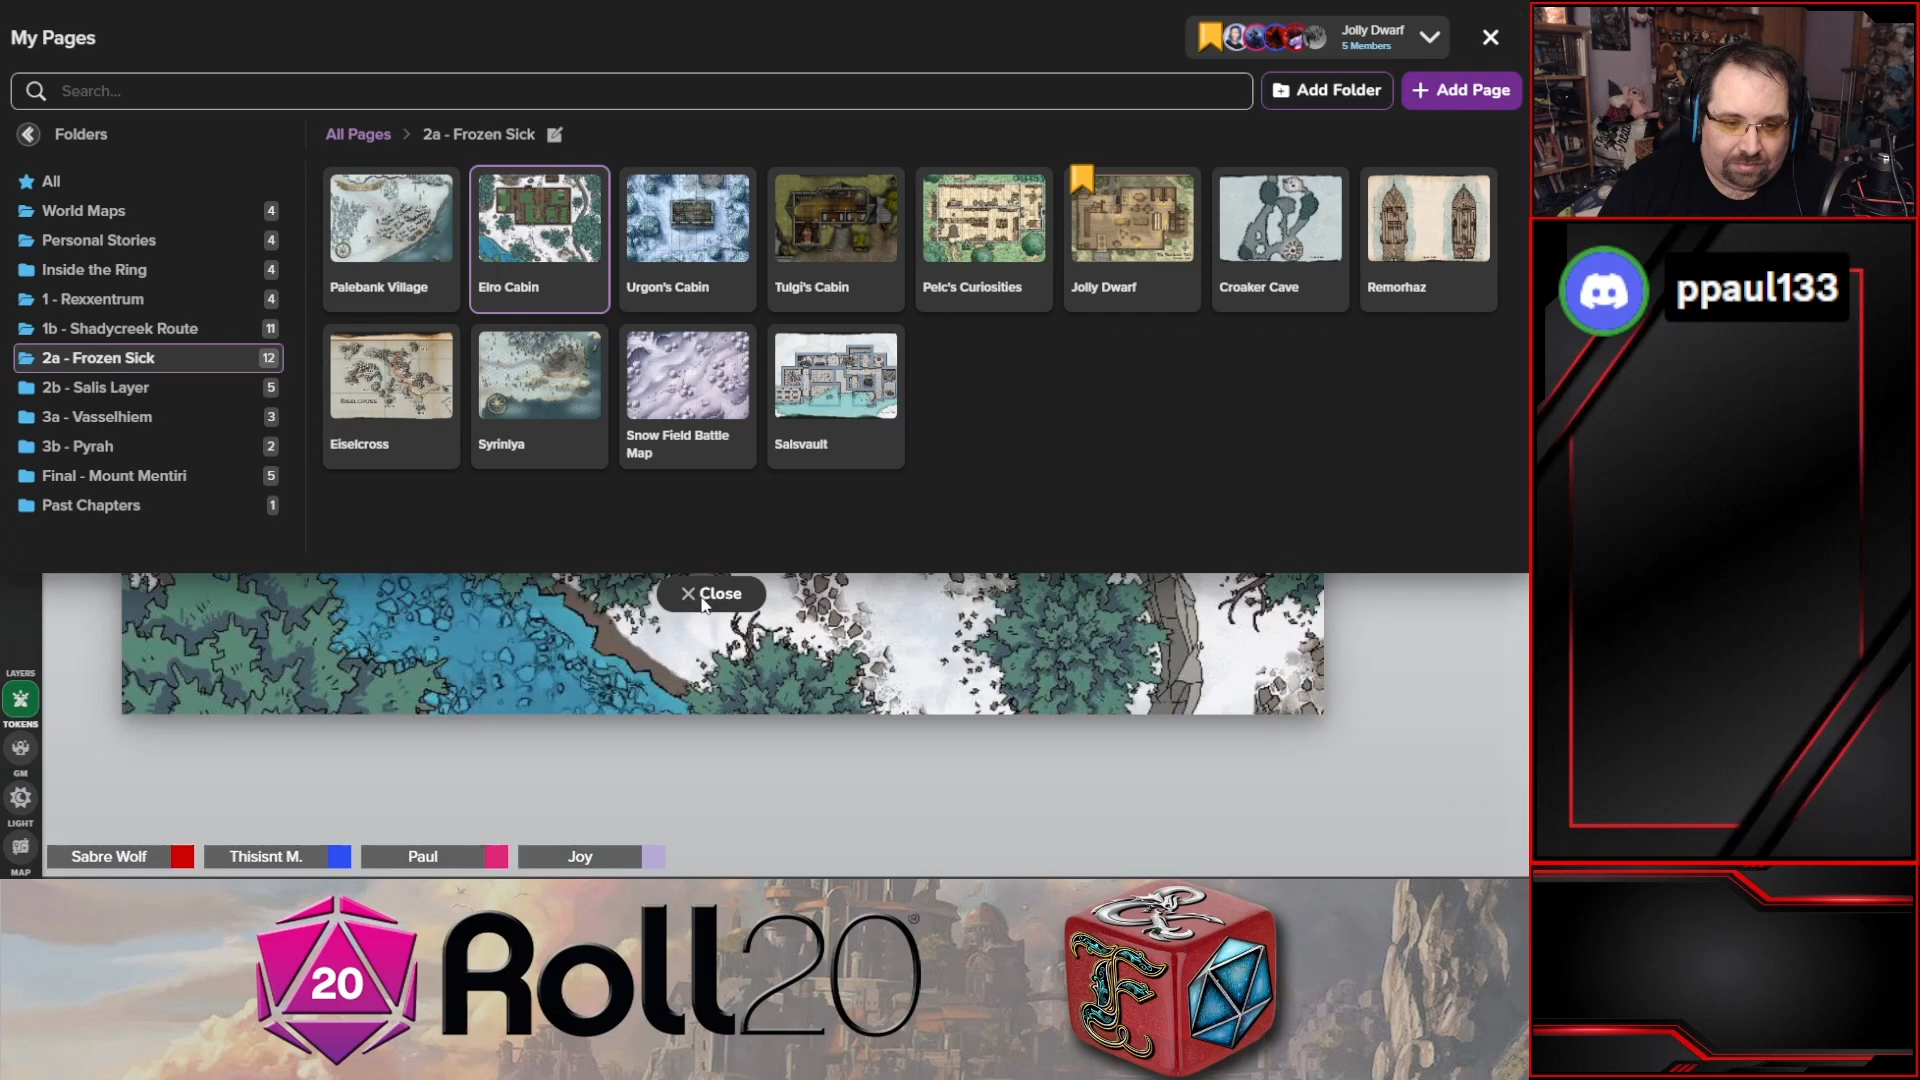 My Pages
Jolly Dwarf
5 Members
Search...
Add Folder
Add Page
Folders
All Pages > 2a - Frozen Sick
All
World Maps 4
Personal Stories 4
Inside the Ring 4
1 - Rexxentrum 4
1b - Shadycreek Route 11
2a - Frozen Sick 12
2b - Salis Layer 5
3a - Vasselhiem 3
3b - Pyrah 2
Final - Mount Mentiri 5
Past Chapters 1
Palebank Village
Elro Cabin
Urgon's Cabin
Tulgi's Cabin
Pelc's Curiosities
Jolly Dwarf
Croaker Cave
Remorhaz
EISELCROSS
Eiselcross
Syrinlya
Snow Field Battle
Map
Salsvault
Close
LAYERS
TOKENS
GM
LIGHT
MAP
Sabre Wolf
Thisisnt M.
Paul
Joy
ppaul133
20
Roll20®